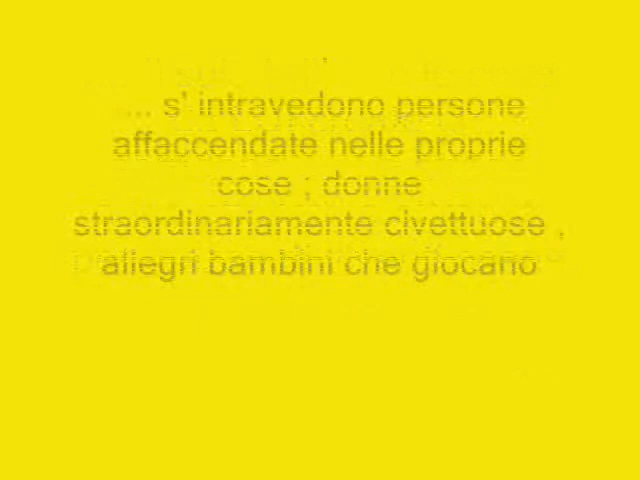 ... s' intravedono persone
affaccendate nelle proprie
cose ; donne
straordinariamente civettuose ,
allegri bambini che giocano